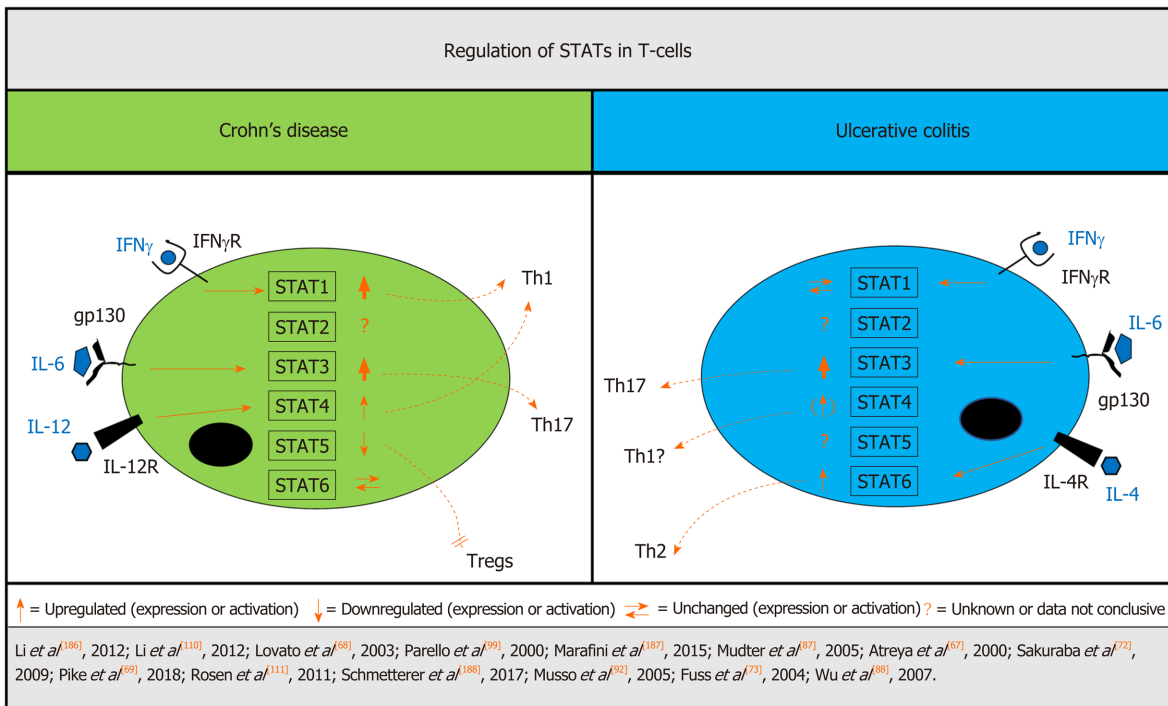 Regulation of STATs in T-cells
Crohn's disease
Ulcerative colitis
IFNγ
IFNγR
STAT1
Th1
gp130
STAT2
?
IL-6
STAT3
STAT4
Th17
IL-12
STAT5
IL-12R
STAT6
Tregs
IFNγ
STAT1
IFNγR
?
STAT2
IL-6
STAT3
Th17
( )
STAT4
gp130
Th1?
?
STAT5
STAT6
IL-4R
IL-4
Th2
↑ = Upregulated (expression or activation) ↓ = Downregulated (expression or activation) ⇄ = Unchanged (expression or activation) ? = Unknown or data not conclusive
Li et al[186], 2012; Li et al[110], 2012; Lovato et al[68], 2003; Parello et al[99], 2000; Marafini et al[187], 2015; Mudter et al[87], 2005; Atreya et al[67], 2000; Sakuraba et al[72],
2009; Pike et al[69], 2018; Rosen et al[111], 2011; Schmetterer et al[188], 2017; Musso et al[92], 2005; Fuss et al[73], 2004; Wu et al[88], 2007.